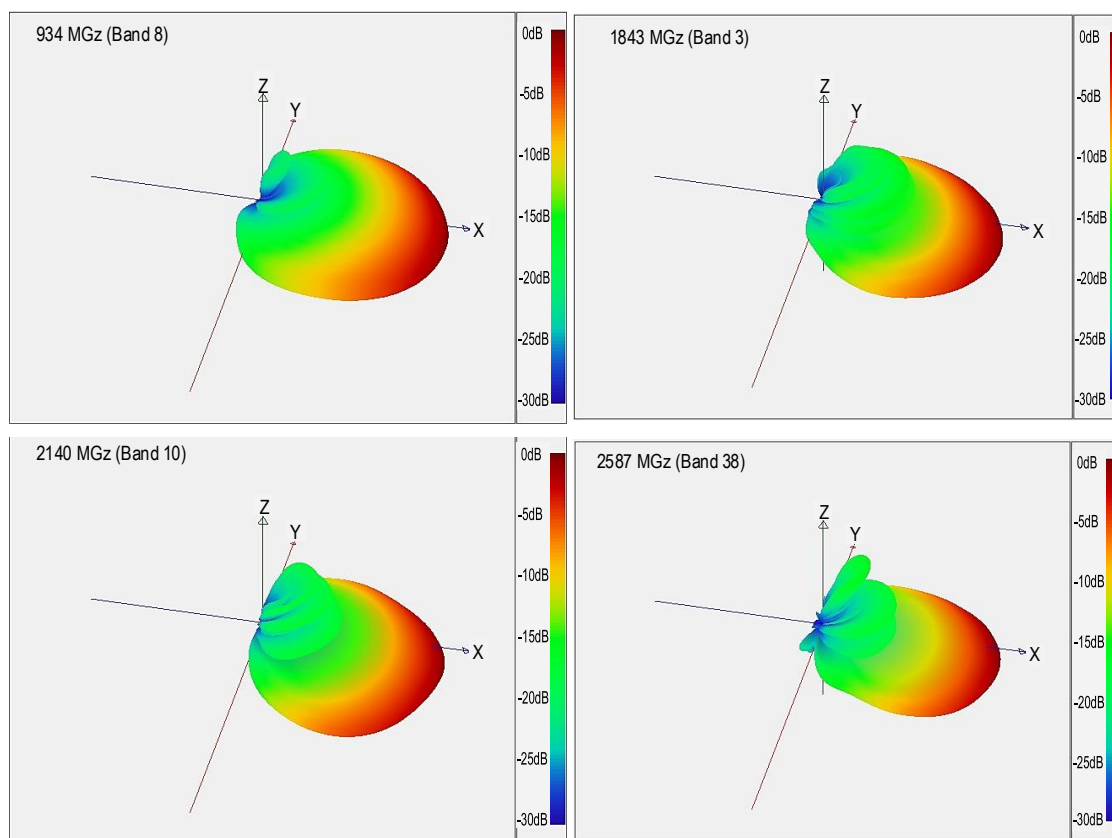 934 MGz (Band 8)
0dB
-5dB
-10dB
-15dB
-20dB
-25dB
-30dB
Z
Y
X
1843 MGz (Band 3)
0dB
-5dB
-10dB
-15dB
-20dB
-25dB
-30dB
Z
Y
X
2140 MGz (Band 10)
0dB
-5dB
-10dB
-15dB
-20dB
-25dB
-30dB
Z
Y
X
2587 MGz (Band 38)
0dB
-5dB
-10dB
-15dB
-20dB
-25dB
-30dB
Z
Y
X